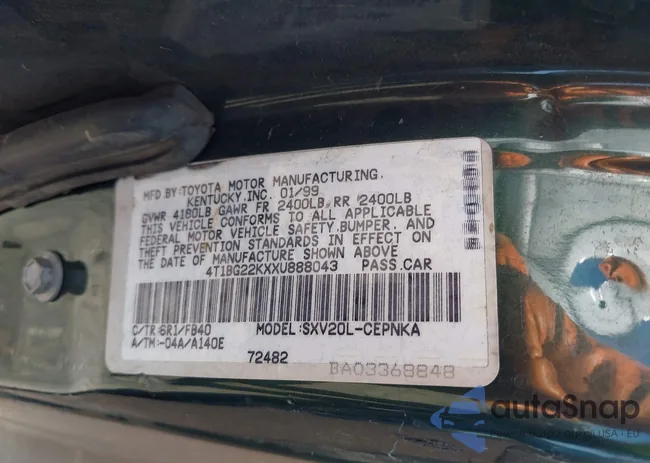 MFD.BY:TOYOTA MOTOR MANUFACTURING.
KENTUCKY.INC. 01/99
GVWR 4180LB GAWR FR 2400LB RR 2400LB
THIS VEHICLE CONFORMS TO ALL APPLICABLE
FEDERAL MOTOR VEHICLE SAFETY,BUMPER, AND
THEFT PREVENTION STANDARDS IN EFFECT ON
THE DATE OF MANUFACTURE SHOWN ABOVE
4T1BG22KXXU888043 PASS.CAR
C/TR:6R1/FB40 MODEL:SXV20L-CEPNKA
A/TM:-04A/A140E
72482
BA03368848
autoSnap